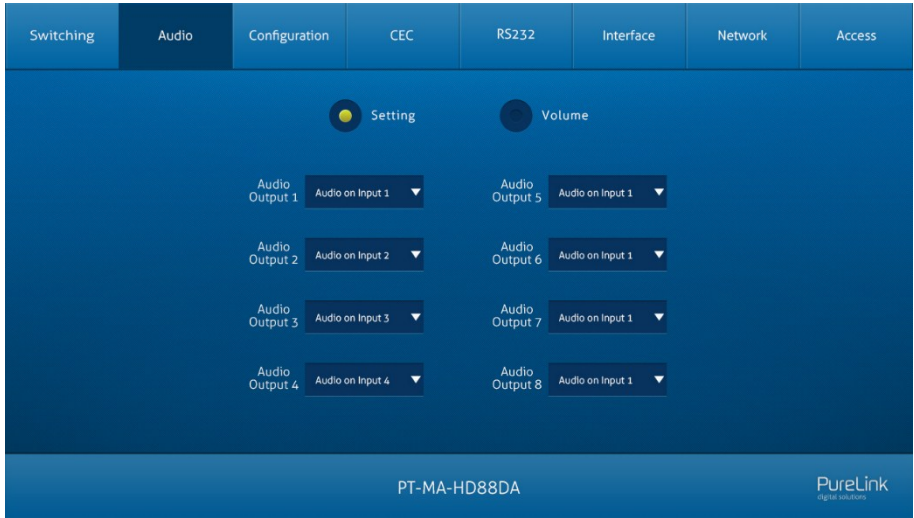 Switching Audio Configuration CEC RS232 Interface Network Access
Setting Volume
Audio Output 1 Audio on Input 1 Audio Output 5 Audio on Input 1
Audio Output 2 Audio on Input 2 Audio Output 6 Audio on Input 1
Audio Output 3 Audio on Input 3 Audio Output 7 Audio on Input 1
Audio Output 4 Audio on Input 4 Audio Output 8 Audio on Input 1
PT-MA-HD88DA
PureLink
digital solutions